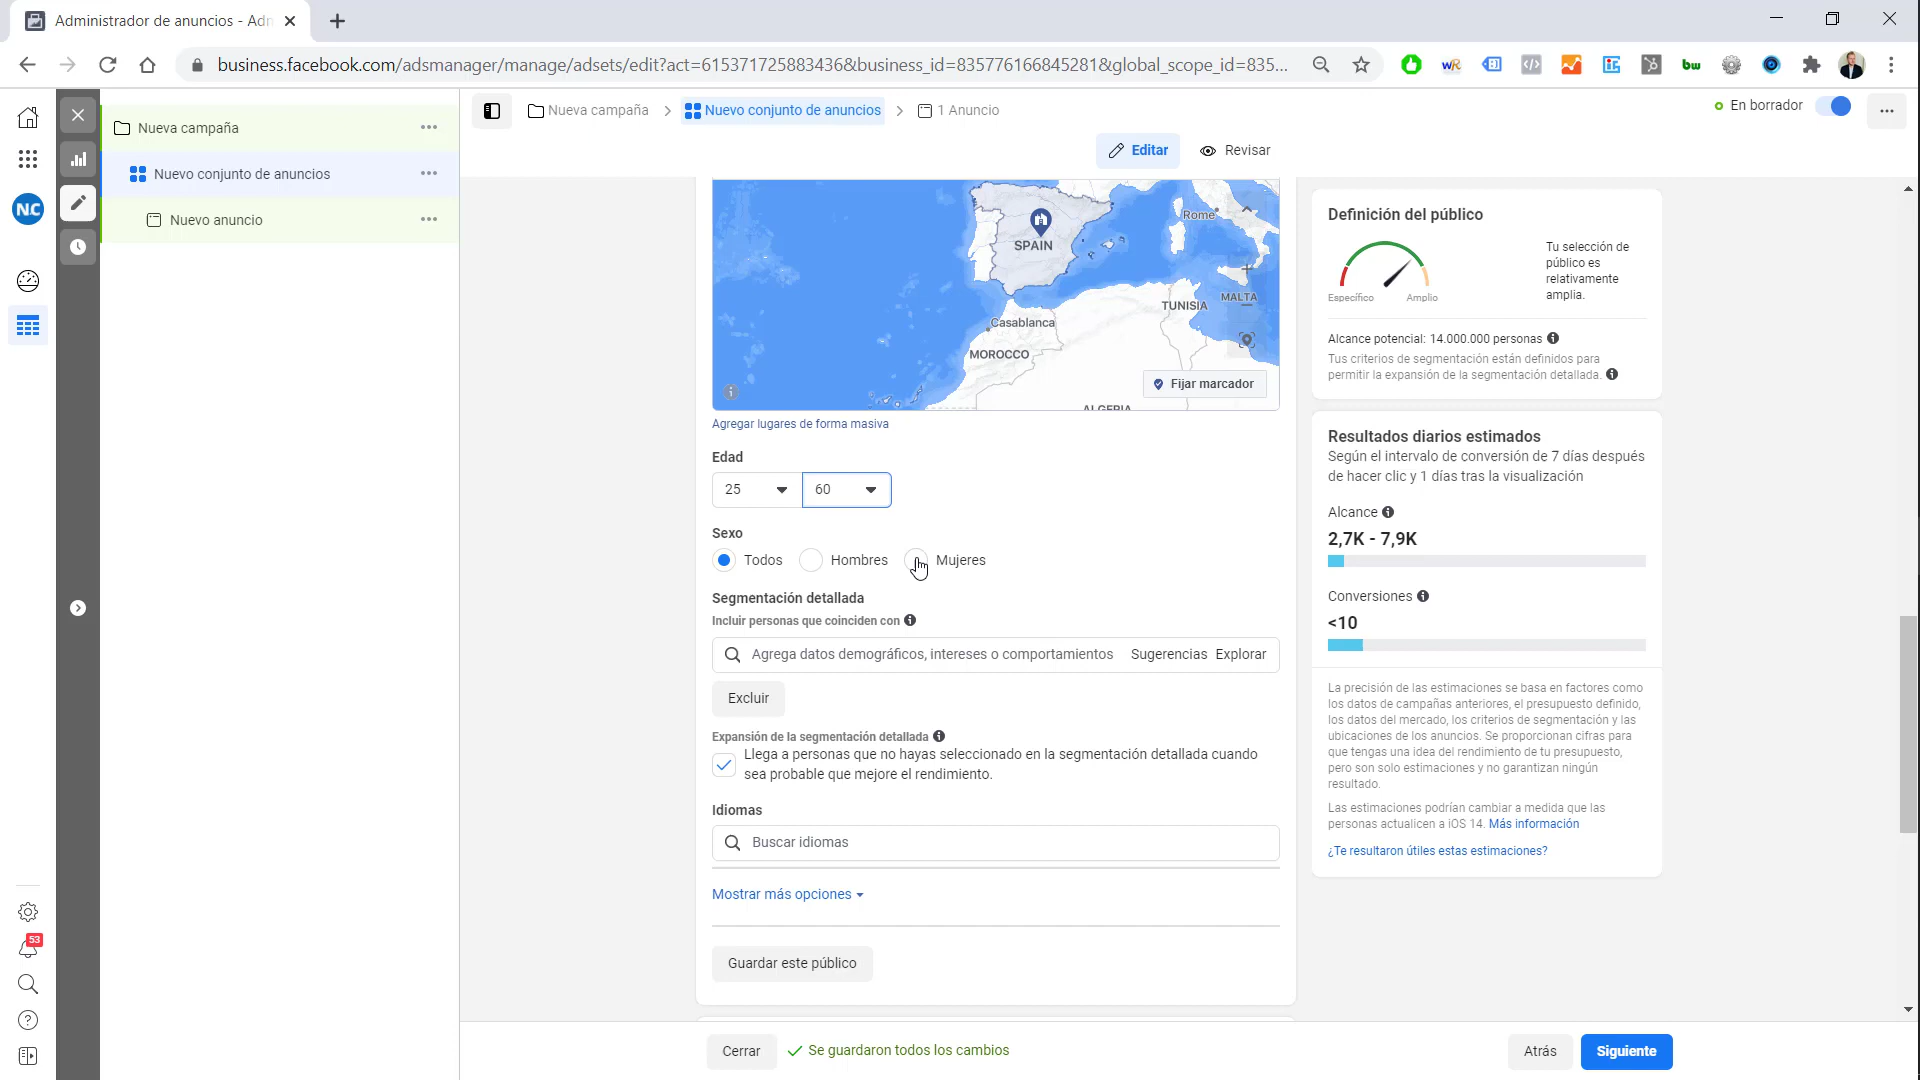 Administrador de anuncios - Adn
business.facebook.com/adsmanager/manage/adsets/edit?act=615371725883436&business_id=835776166845281&global_scope_id=835...
wR
bw
Nueva campaña
Nuevo conjunto de anuncios
1 Anuncio
En borrador
Editar
Revisar
NC
Nueva campaña
Nuevo conjunto de anuncios
Nuevo anuncio
53
Rome
SPAIN
TUNISIA
MALTA
Casablanca
MOROCCO
ALGERIA
Fijar marcador
Agregar lugares de forma masiva
Edad
25
60
Sexo
Todos
Hombres
Mujeres
Segmentación detallada
Incluir personas que coinciden con
Agrega datos demográficos, intereses o comportamientos
Sugerencias
Explorar
Excluir
Expansión de la segmentación detallada
Llega a personas que no hayas seleccionado en la segmentación detallada cuando
sea probable que mejore el rendimiento.
Idiomas
Buscar idiomas
Mostrar más opciones
Guardar este público
Definición del público
Específico
Amplio
Tu selección de
público es
relativamente
amplia.
Alcance potencial: 14.000.000 personas
Tus criterios de segmentación están definidos para
permitir la expansión de la segmentación detallada.
Resultados diarios estimados
Según el intervalo de conversión de 7 días después
de hacer clic y 1 días tras la visualización
Alcance
2,7K - 7,9K
Conversiones
<10
La precisión de las estimaciones se basa en factores como
los datos de campañas anteriores, el presupuesto definido,
los datos del mercado, los criterios de segmentación y las
ubicaciones de los anuncios. Se proporcionan cifras para
que tengas una idea del rendimiento de tu presupuesto,
pero son solo estimaciones y no garantizan ningún
resultado.
Las estimaciones podrían cambiar a medida que las
personas actualicen a iOS 14. Más información
¿Te resultaron útiles estas estimaciones?
Cerrar
Se guardaron todos los cambios
Atrás
Siguiente